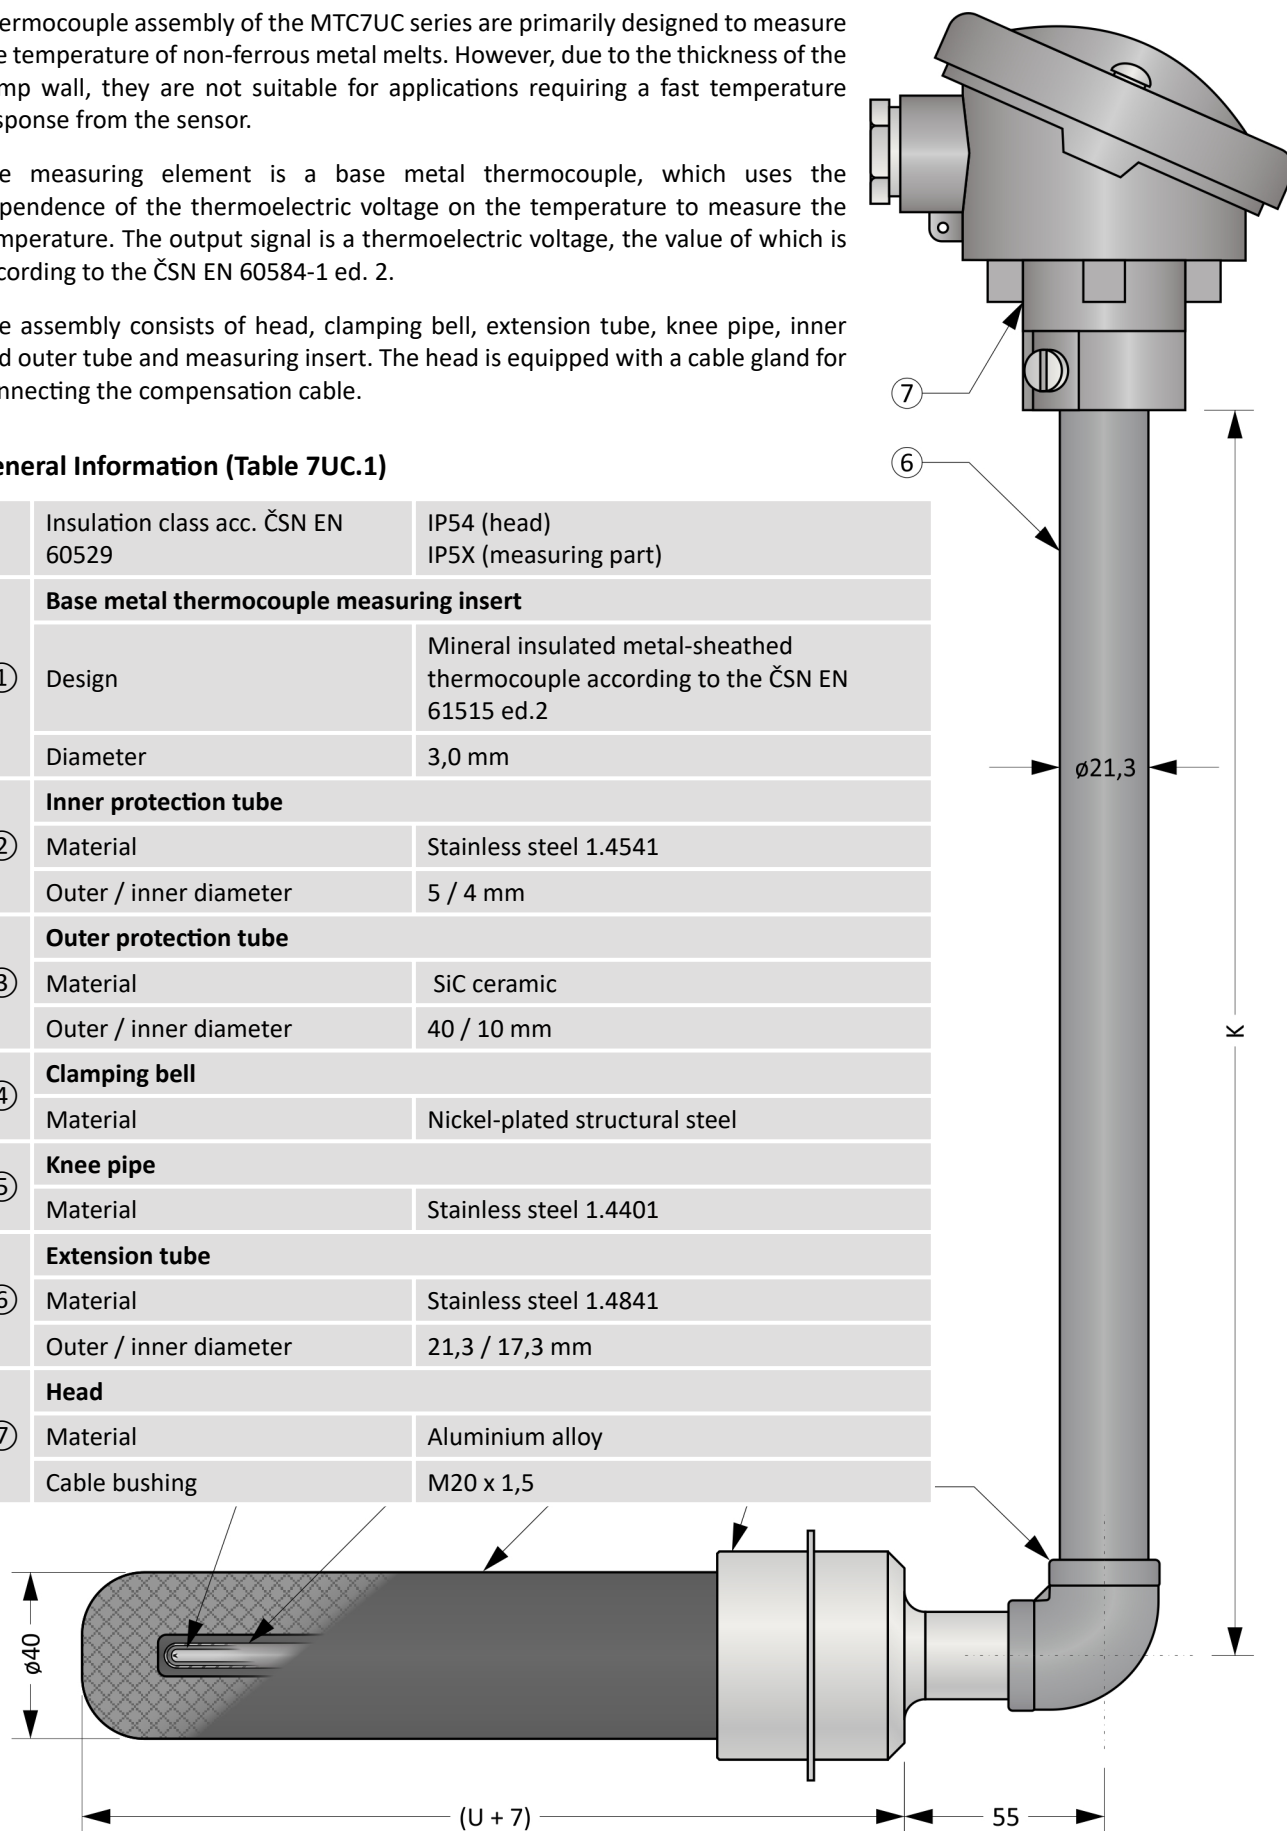 ermocouple assembly of the MTC7UC series are primarily designed to measure
e temperature of non-ferrous metal melts. However, due to the thickness of the
mp wall, they are not suitable for applications requiring a fast temperature
sponse from the sensor.
e measuring element is a base metal thermocouple, which uses the
pendence of the thermoelectric voltage on the temperature to measure the
mperature. The output signal is a thermoelectric voltage, the value of which is
cording to the ČSN EN 60584-1 ed. 2.
e assembly consists of head, clamping bell, extension tube, knee pipe, inner
d outer tube and measuring insert. The head is equipped with a cable gland for
nnecting the compensation cable.
⑦
eneral Information (Table 7UC.1)
⑥
Insulation class acc. ČSN EN
60529
IP54 (head)
IP5X (measuring part)
①
Base metal thermocouple measuring insert
Design
Mineral insulated metal-sheathed
thermocouple according to the ČSN EN
61515 ed.2
Diameter
3,0 mm
ø21,3
②
Inner protection tube
Material
Stainless steel 1.4541
Outer / inner diameter
5 / 4 mm
③
Outer protection tube
Material
SiC ceramic
Outer / inner diameter
40 / 10 mm
K
④
Clamping bell
Material
Nickel-plated structural steel
⑤
Knee pipe
Material
Stainless steel 1.4401
⑥
Extension tube
Material
Stainless steel 1.4841
Outer / inner diameter
21,3 / 17,3 mm
⑦
Head
Material
Aluminium alloy
Cable bushing
M20 x 1,5
ø40
(U + 7)
55